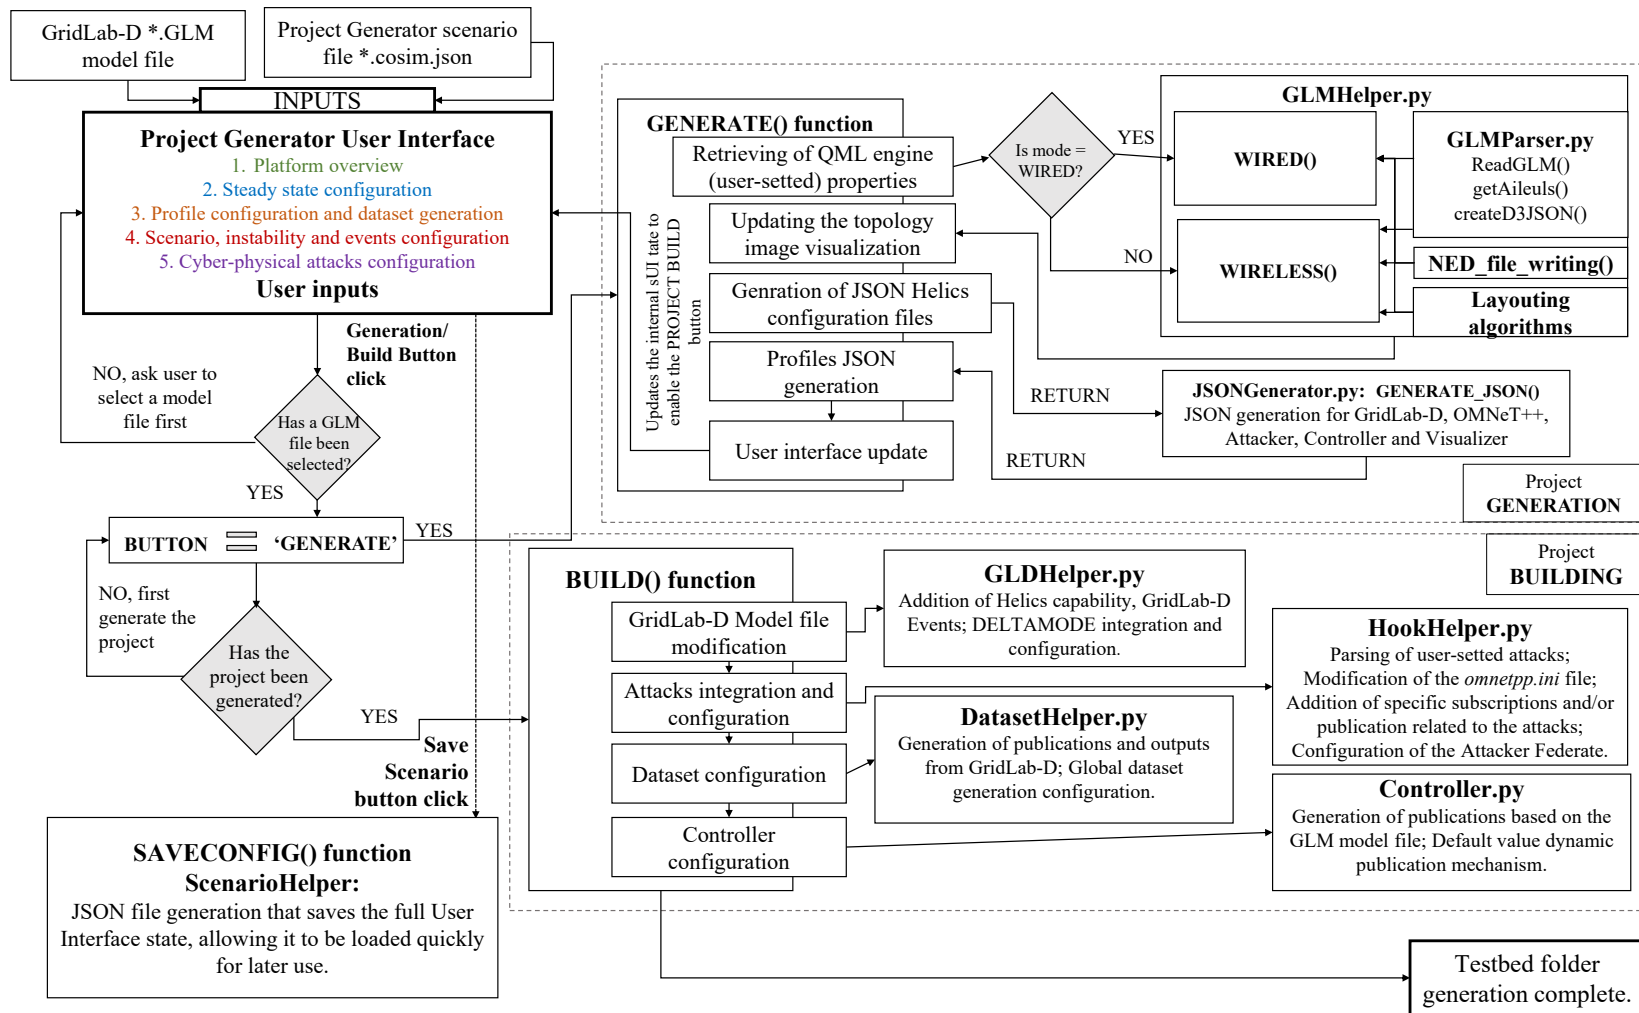 GridLab-D *.GLM
model file
Project Generator scenario
file *.cosim.json
INPUTS
Project Generator User Interface
1. Platform overview
2. Steady state configuration
3. Profile configuration and dataset generation
4. Scenario, instability and events configuration
5. Cyber-physical attacks configuration
User inputs
Generation/
Build Button
click
NO, ask user to
select a model
file first
Has a GLM
file been
selected?
YES
BUTTON
‘GENERATE’
YES
NO, first
generate the
project
Has the
project been
generated?
YES
Save
Scenario
button click
SAVECONFIG() function
ScenarioHelper:
JSON file generation that saves the full User
Interface state, allowing it to be loaded quickly
for later use.
GENERATE() function
Retrieving of QML engine
(user-setted) properties
Updating the topology
image visualization
Genration of JSON Helics
configuration files
Profiles JSON
generation
User interface update
Updates the internal sUI tate to
enable the PROJECT BUILD
button
Is mode =
WIRED?
YES
NO
GLMHelper.py
WIRED()
WIRELESS()
GLMParser.py
ReadGLM()
getAileuls()
createD3JSON()
NED_file_writing()
Layouting
algorithms
RETURN
JSONGenerator.py: GENERATE_JSON()
JSON generation for GridLab-D, OMNeT++,
Attacker, Controller and Visualizer
RETURN
Project
GENERATION
Project
BUILDING
BUILD() function
GridLab-D Model file
modification
Attacks integration and
configuration
Dataset configuration
Controller
configuration
GLDHelper.py
Addition of Helics capability, GridLab-D
Events; DELTAMODE integration and
configuration.
DatasetHelper.py
Generation of publications and outputs
from GridLab-D; Global dataset
generation configuration.
HookHelper.py
Parsing of user-setted attacks;
Modification of the omnetpp.ini file;
Addition of specific subscriptions and/or
publication related to the attacks;
Configuration of the Attacker Federate.
Controller.py
Generation of publications based on the
GLM model file; Default value dynamic
publication mechanism.
Testbed folder
generation complete.